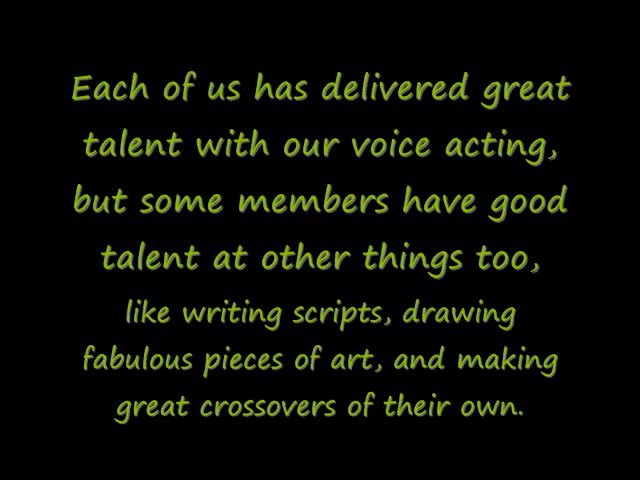 Each of us has delivered great
talent with our voice acting,
but some members have good
talent at other things too,
like writing scripts, drawing
fabulous pieces of art, and making
great crossovers of their own.